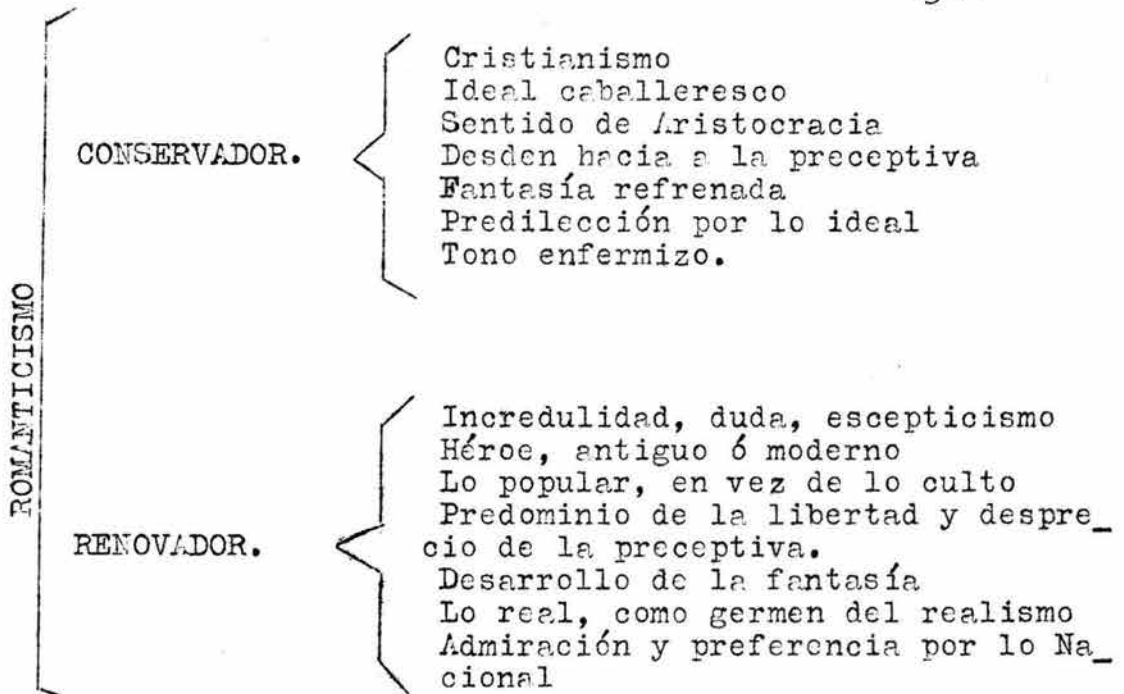 ROMANTICISMO
CONSERVADOR.
Cristianismo
Ideal caballeresco
Sentido de Aristocracia
Desden hacia a la preceptiva
Fantasía refrenada
Predilección por lo ideal
Tono enfermizo.
RENOVADOR.
Incredulidad, duda, escepticismo
Héroe, antiguo ó moderno
Lo popular, en vez de lo culto
Predominio de la libertad y despre_
cio de la preceptiva.
Desarrollo de la fantasía
Lo real, como germen del realismo
Admiración y preferencia por lo Na_
cional